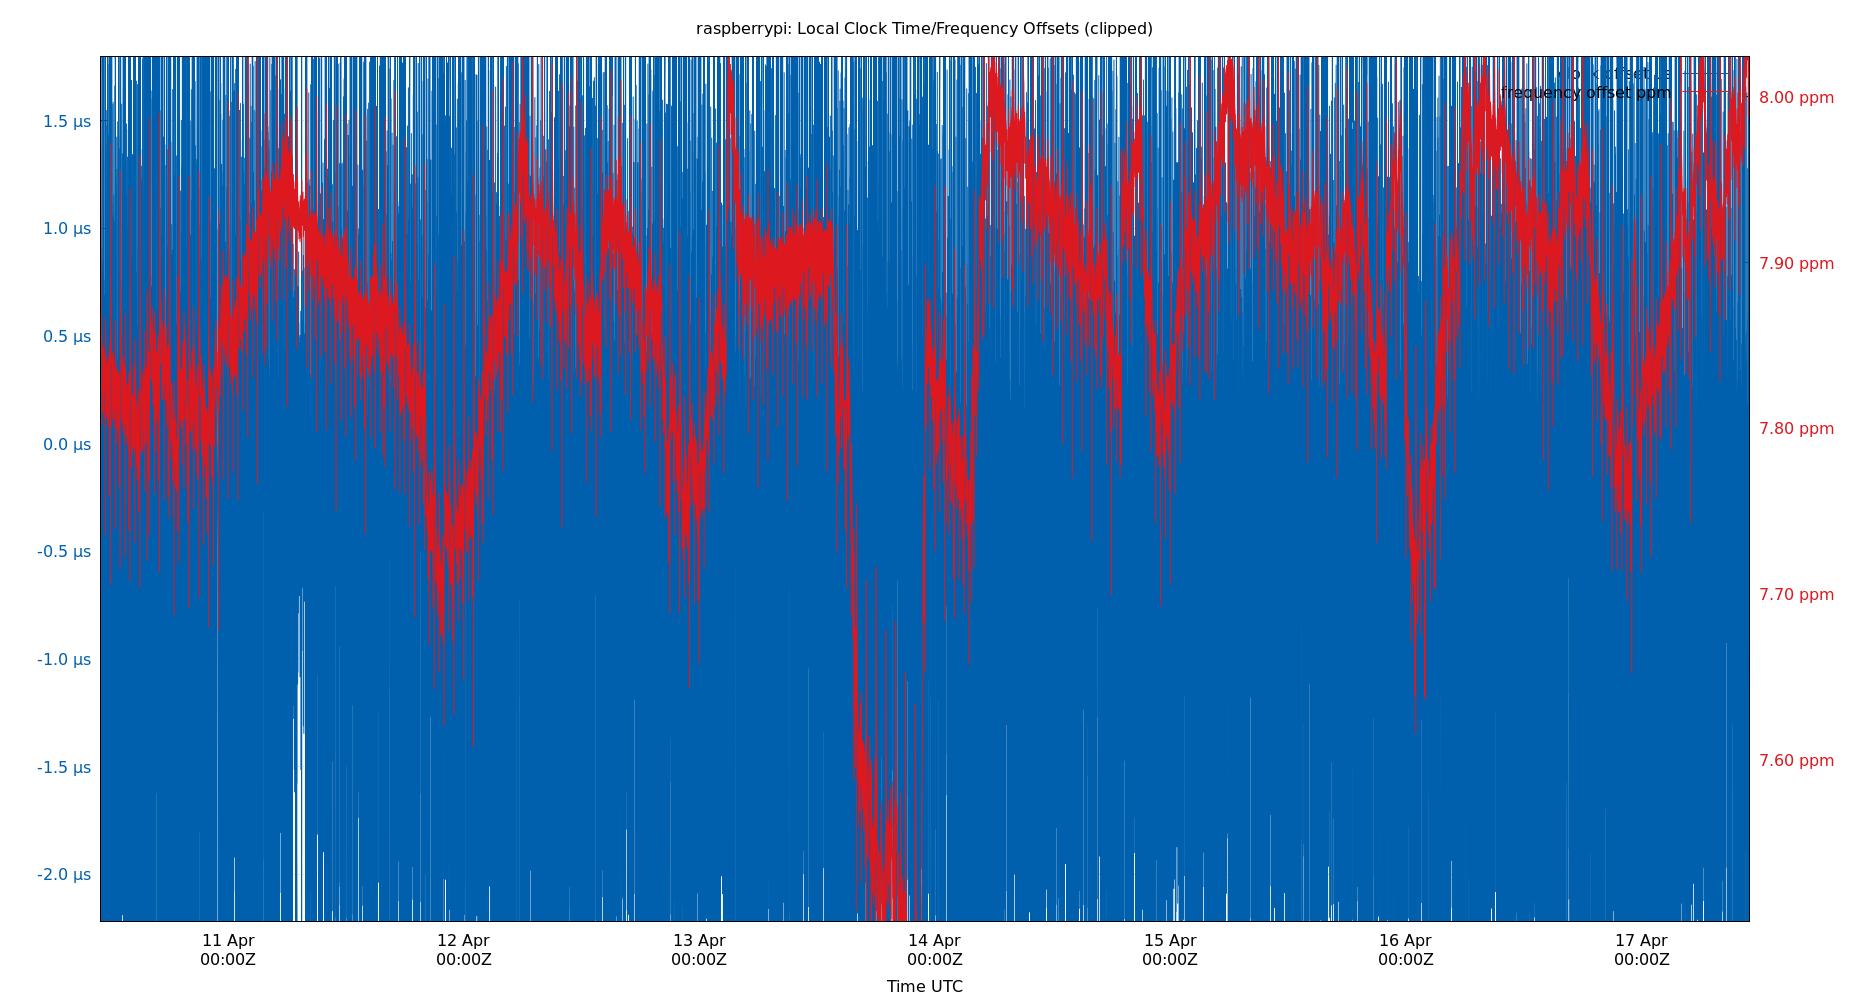 raspberrypi: Local Clock Time/Frequency Offsets (clipped)
clock offset us
frequency offset ppm
1.5 µs
1.0 µs
0.5 µs
0.0 µs
-0.5 µs
-1.0 µs
-1.5 µs
-2.0 µs
8.00 ppm
7.90 ppm
7.80 ppm
7.70 ppm
7.60 ppm
11 Apr
00:00Z
12 Apr
00:00Z
13 Apr
00:00Z
14 Apr
00:00Z
15 Apr
00:00Z
16 Apr
00:00Z
17 Apr
00:00Z
Time UTC